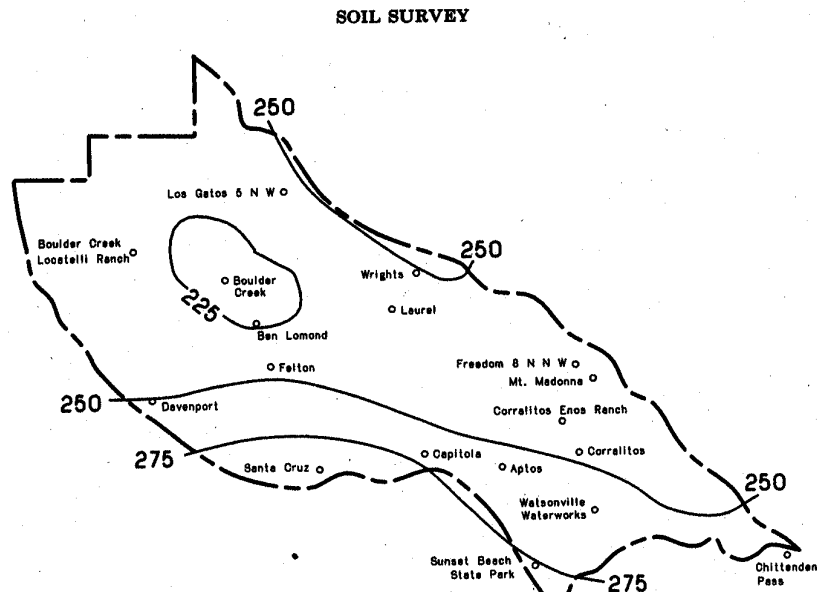 SOIL SURVEY
250
Los Gatos 5 N W
Boulder Creek
Locatelli Ranch
250
Wrights
Boulder
Creek
225
Laurel
Ben Lomond
Felton
Freedom 8 N N W
Mt. Madonna
250
Davenport
Corralitos Enos Ranch
275
Capitola
Corralitos
Santa Cruz
Aptos
250
Watsonville
Waterworks
Sunset Beach
State Park
Chittenden
Pass
275